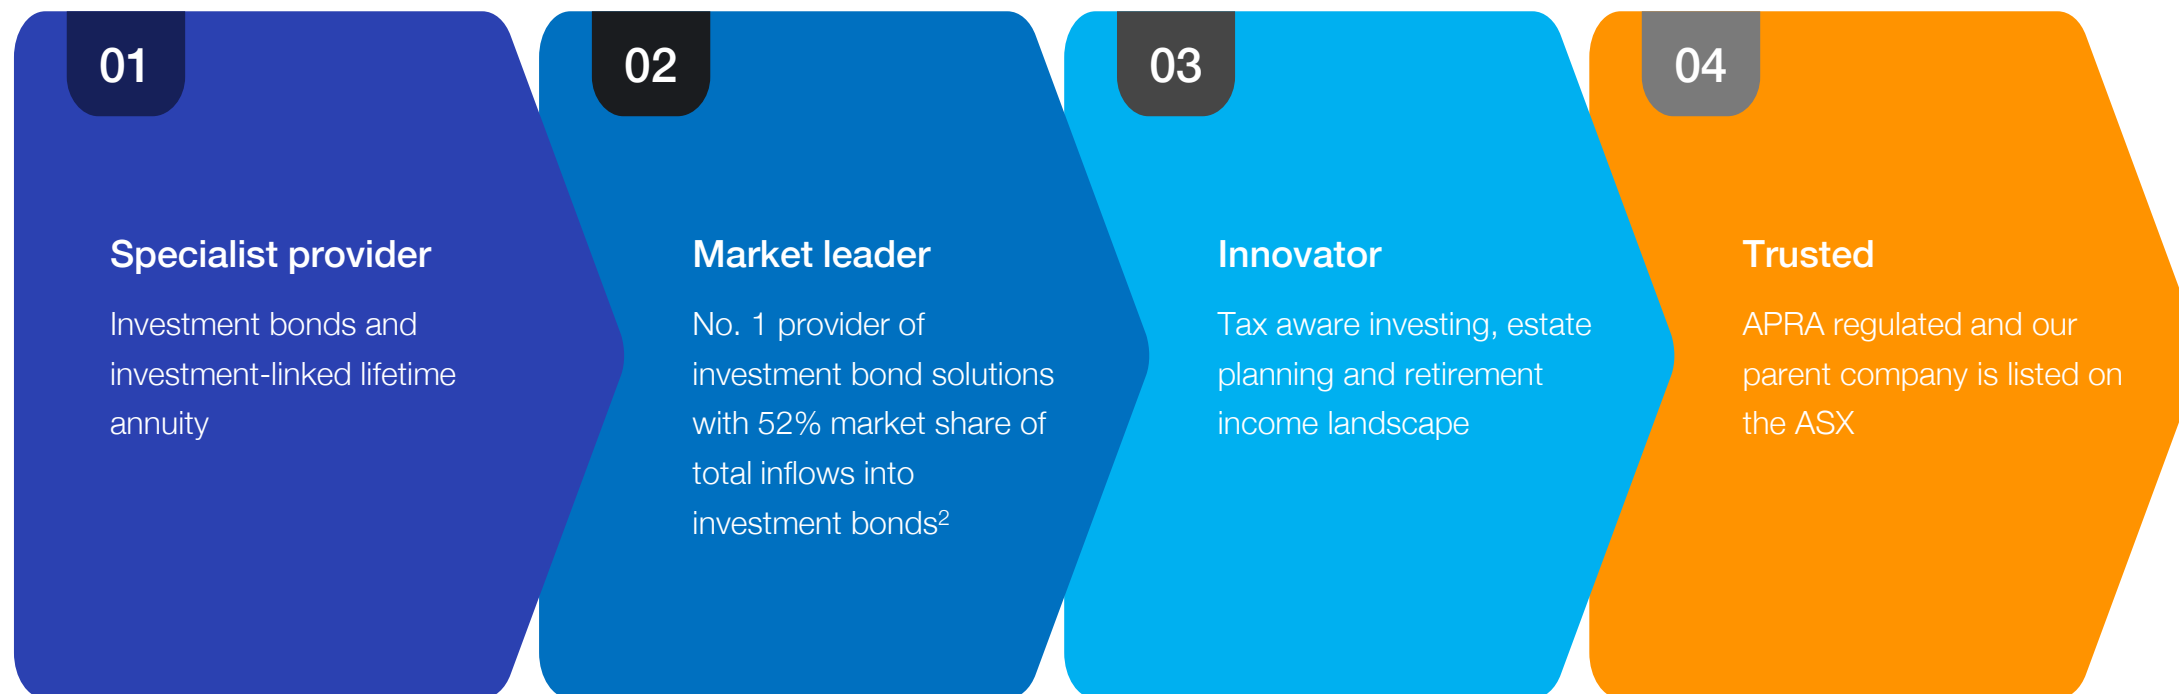 01
Specialist provider
Investment bonds and
investment-linked lifetime
annuity
02
Market leader
No. 1 provider of
investment bond solutions
with 52% market share of
total inflows into
investment bonds²
03
Innovator
Tax aware investing, estate
planning and retirement
income landscape
04
Trusted
APRA regulated and our
parent company is listed on
the ASX